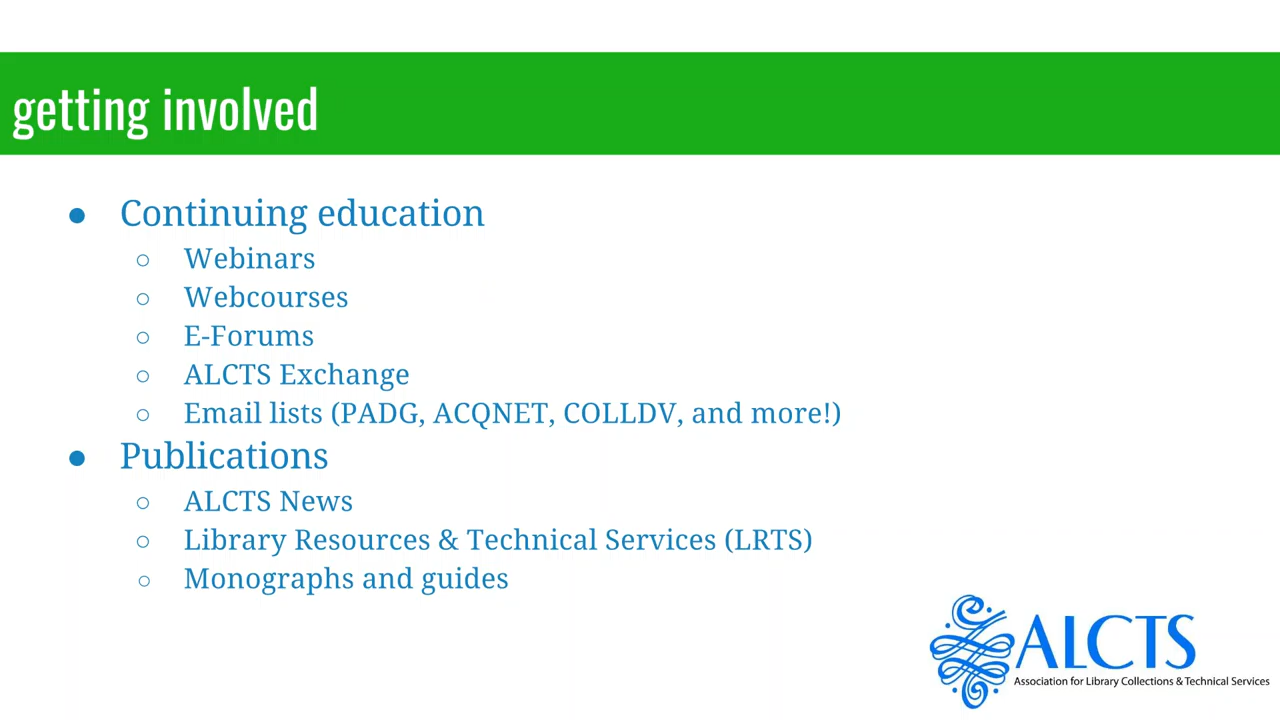 getting involved
● Continuing education
○ Webinars
○ Webcourses
○ E-Forums
○ ALCTS Exchange
○ Email lists (PADG, ACQNET, COLLDV, and more!)
● Publications
○ ALCTS News
○ Library Resources & Technical Services (LRTS)
○ Monographs and guides
ALCTS
Association for Library Collections & Technical Services